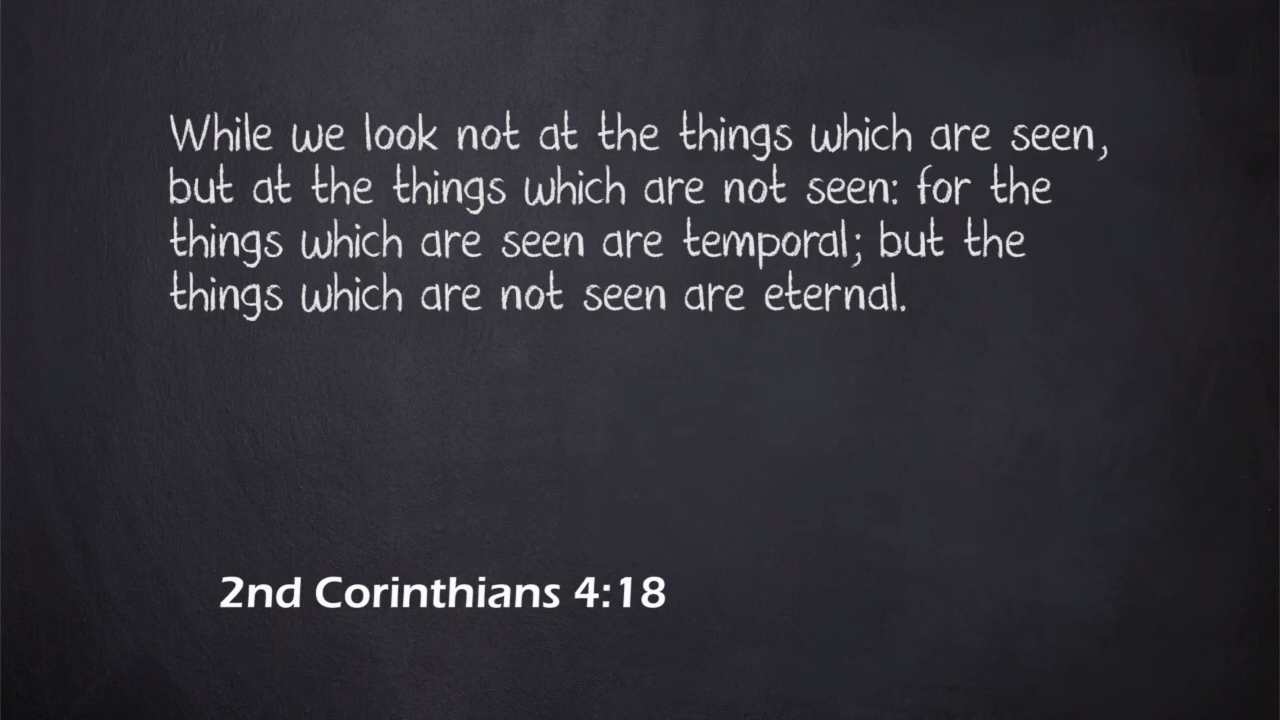 While we look not at the things which are seen,
but at the things which are not seen: for the
things which are seen are temporal; but the
things which are not seen are eternal.
2nd Corinthians 4:18